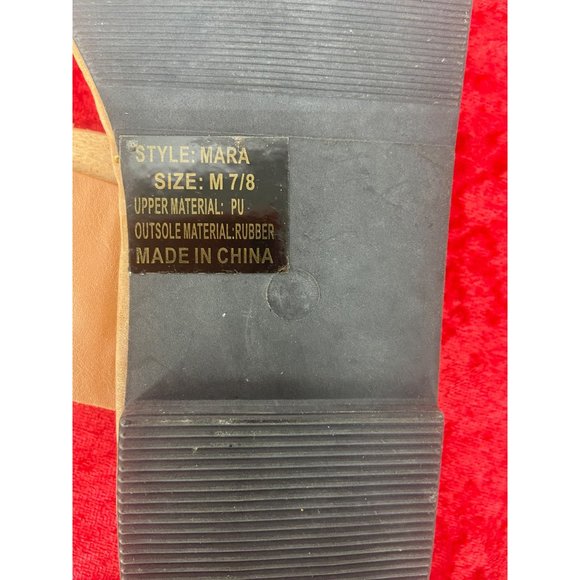 STYLE: MARA
SIZE: M 7/8
UPPER MATERIAL: PU
OUTSOLE MATERIAL:RUBBER
MADE IN CHINA